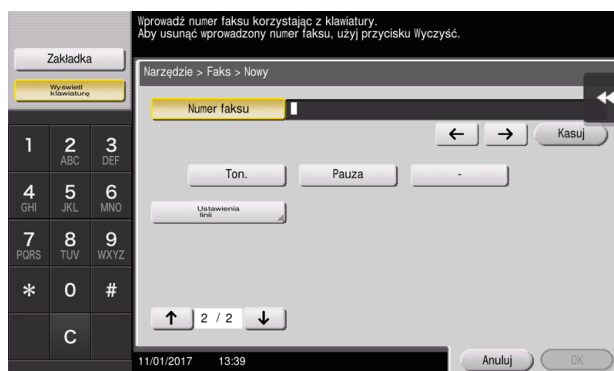 Wprowadź numer faksu korzystając z klawiatury.
Aby usunąć wprowadzony numer faksu, użyj przycisku Wyczyść.
Zakładka
Wyświetl
klawiaturę
Narzędzie > Faks > Nowy
Numer faksu
← → Kasuj
Ton. Pauza -
Ustawienia
linii
1 2 3
ABC DEF
4 5 6
GHI JKL MNO
7 8 9
PQRS TUV WXYZ
* 0 #
C
↑ 2 / 2 ↓
11/01/2017 13:39
Anuluj OK